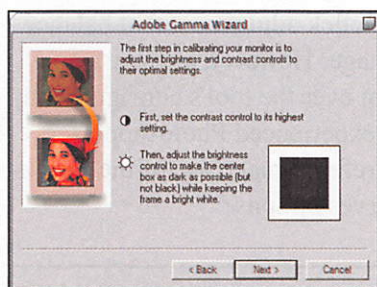 Adobe Gamma Wizard
The first step in calibrating your monitor is to
adjust the brightness and contrast controls to
their optimal settings.
First, set the contrast control to its highest
setting.
Then, adjust the brightness
control to make the center
box as dark as possible (but
not black) while keeping the
frame a bright white.
< Back
Next >
Cancel